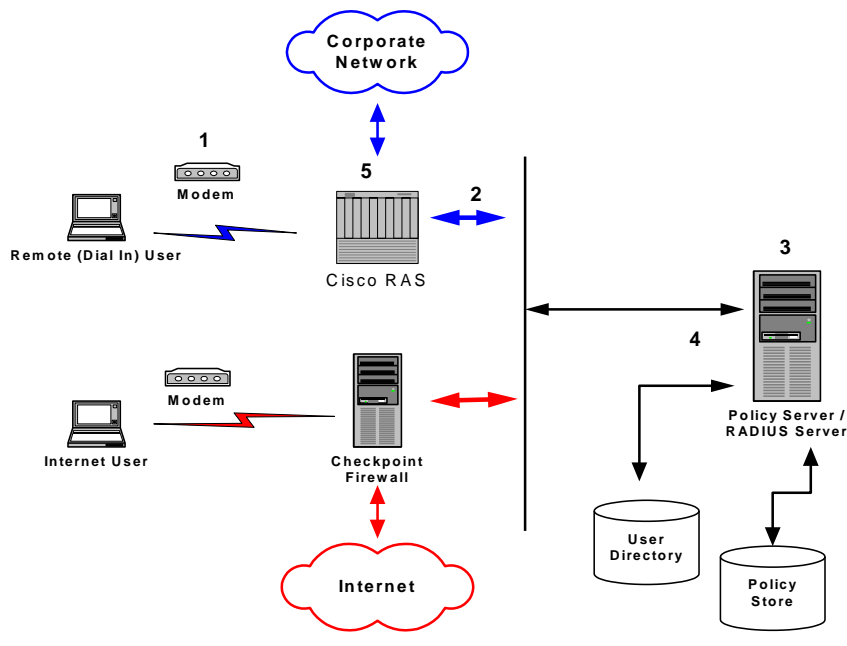 Corporate
Network
1
Modem
5
2
Remote (Dial In) User
Cisco RAS
3
4
Modem
Policy Server /
RADIUS Server
Internet User
Checkpoint
Firewall
User
Directory
Internet
Policy
Store